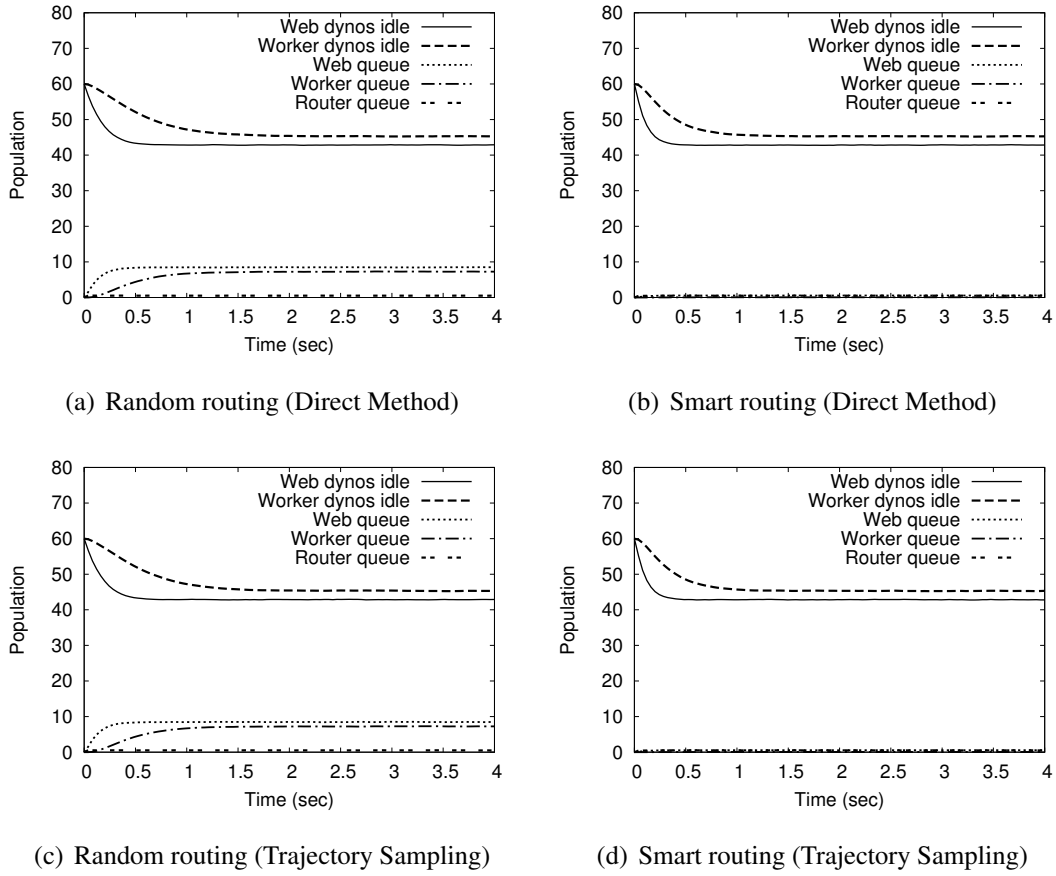 80
70
60
50
40
30
20
10
0
Population
Web dynos idle
Worker dynos idle
Web queue
Worker queue
Router queue
0 0.5 1 1.5 2 2.5 3 3.5 4
Time (sec)
(a) Random routing (Direct Method)
80
70
60
50
40
30
20
10
0
Population
Web dynos idle
Worker dynos idle
Web queue
Worker queue
Router queue
0 0.5 1 1.5 2 2.5 3 3.5 4
Time (sec)
(b) Smart routing (Direct Method)
80
70
60
50
40
30
20
10
0
Population
Web dynos idle
Worker dynos idle
Web queue
Worker queue
Router queue
0 0.5 1 1.5 2 2.5 3 3.5 4
Time (sec)
(c) Random routing (Trajectory Sampling)
80
70
60
50
40
30
20
10
0
Population
Web dynos idle
Worker dynos idle
Web queue
Worker queue
Router queue
0 0.5 1 1.5 2 2.5 3 3.5 4
Time (sec)
(d) Smart routing (Trajectory Sampling)